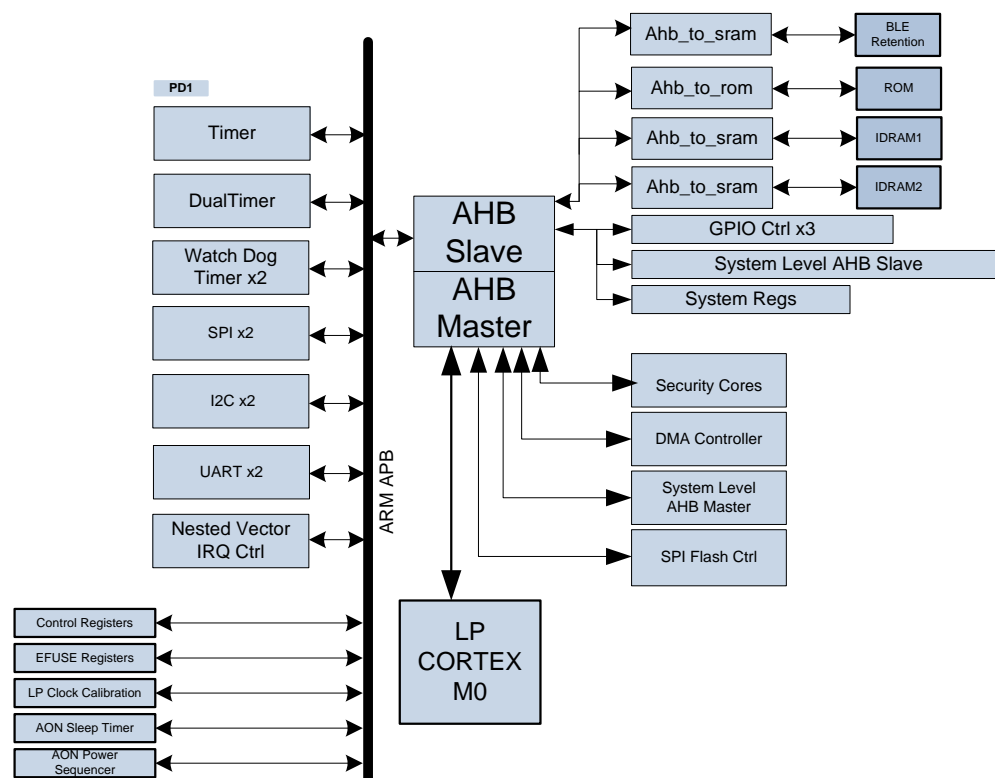 PD1
Timer
DualTimer
Watch Dog
Timer x2
SPI x2
I2C x2
UART x2
Nested Vector
IRQ Ctrl
Control Registers
EFUSE Registers
LP Clock Calibration
AON Sleep Timer
AON Power
Sequencer
ARM APB
AHB
Slave
AHB
Master
LP
CORTEX
M0
Ahb_to_sram
BLE
Retention
Ahb_to_rom
ROM
Ahb_to_sram
IDRAM1
Ahb_to_sram
IDRAM2
GPIO Ctrl x3
System Level AHB Slave
System Regs
Security Cores
DMA Controller
System Level
AHB Master
SPI Flash Ctrl